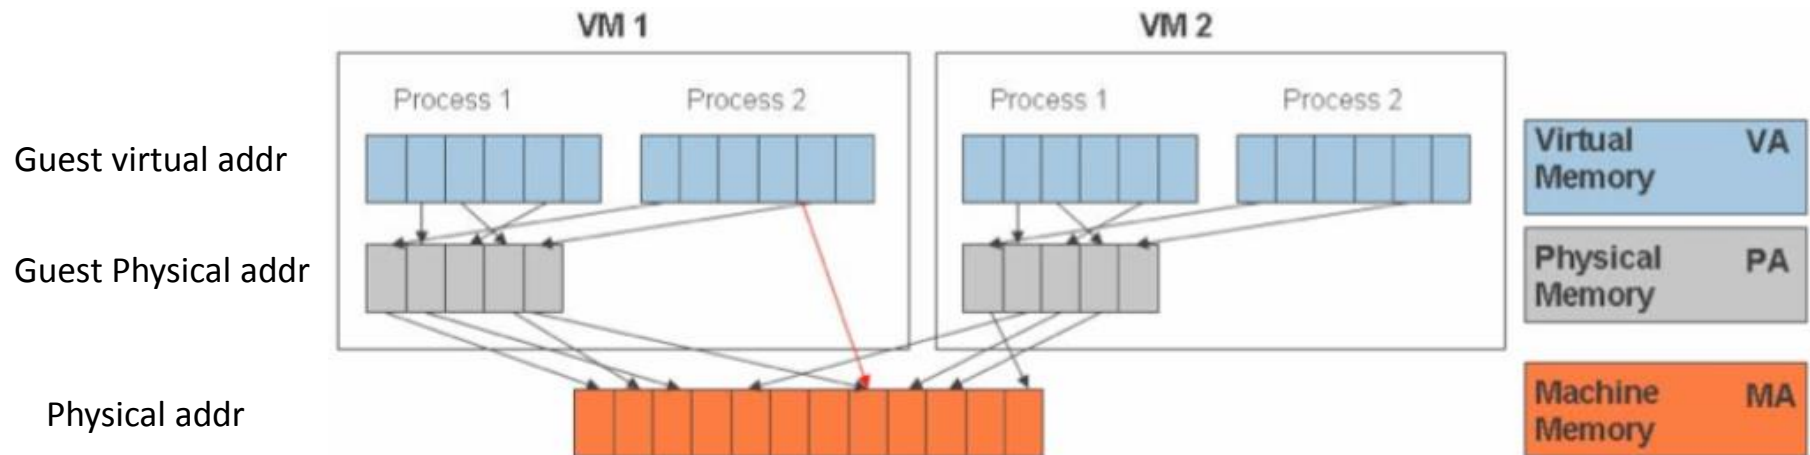 VM 1
VM 2
Process 1
Process 2
Process 1
Process 2
Guest virtual addr
Virtual Memory VA
Guest Physical addr
Physical Memory PA
Physical addr
Machine Memory MA